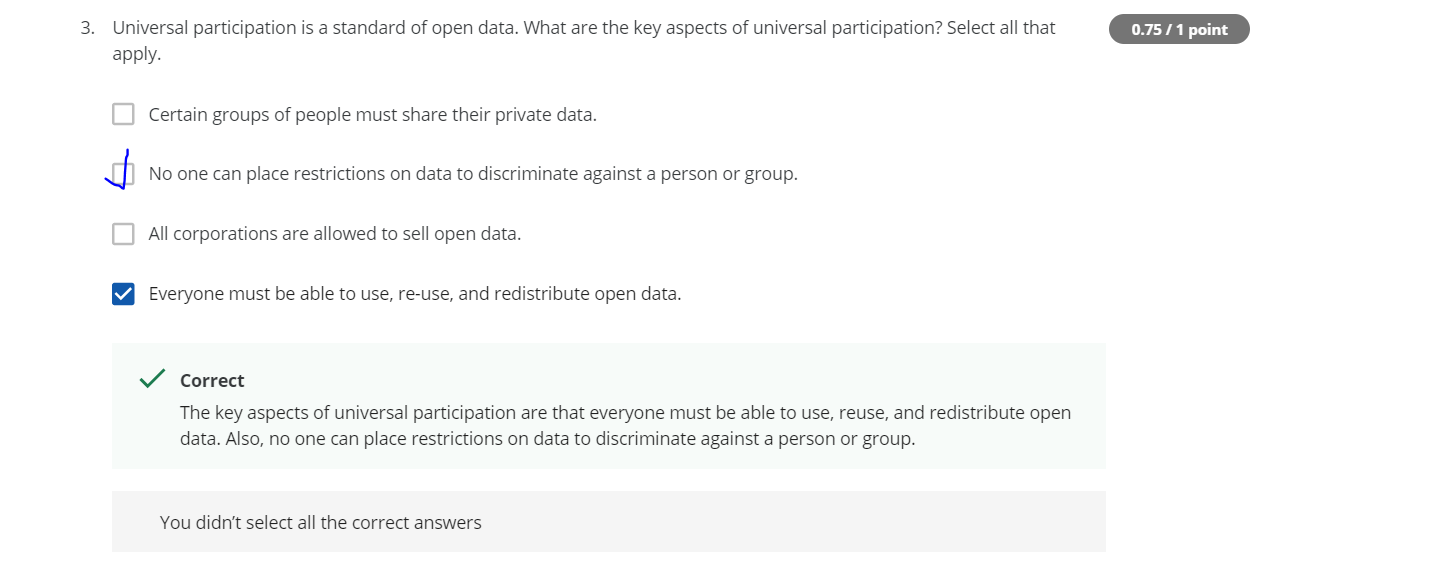 3. Universal participation is a standard of open data. What are the key aspects of universal participation? Select all that
apply.
0.75 / 1 point
Certain groups of people must share their private data.
No one can place restrictions on data to discriminate against a person or group.
All corporations are allowed to sell open data.
Everyone must be able to use, re-use, and redistribute open data.
Correct
The key aspects of universal participation are that everyone must be able to use, reuse, and redistribute open
data. Also, no one can place restrictions on data to discriminate against a person or group.
You didn’t select all the correct answers